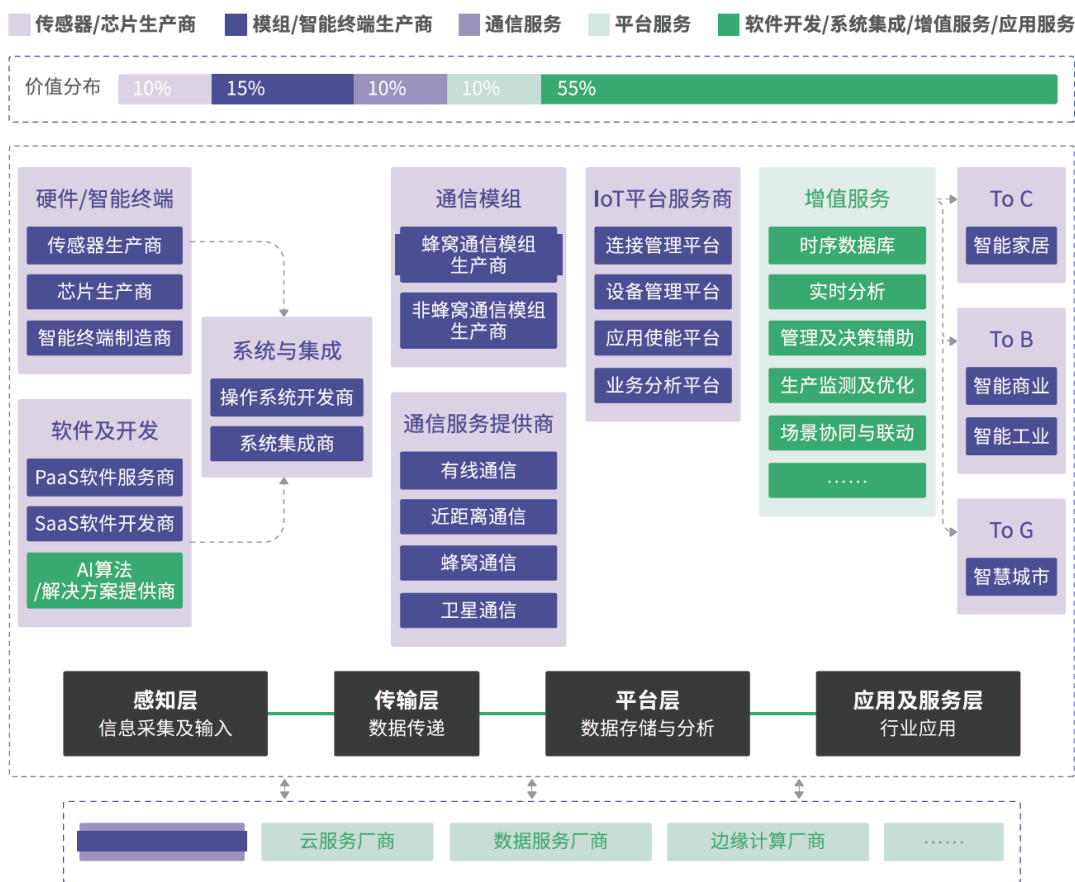 传感器/芯片生产商
模组/智能终端生产商
通信服务
平台服务
软件开发/系统集成/增值服务/应用服务
价值分布
10%
15%
10%
10%
55%
硬件/智能终端
传感器生产商
芯片生产商
智能终端制造商
软件及开发
PaaS软件服务商
SaaS软件开发商
AI算法
/解决方案提供商
系统与集成
操作系统开发商
系统集成商
通信模组
蜂窝通信模组
生产商
非蜂窝通信模组
生产商
通信服务提供商
有线通信
近距离通信
蜂窝通信
卫星通信
IoT平台服务商
连接管理平台
设备管理平台
应用使能平台
业务分析平台
增值服务
时序数据库
实时分析
管理及决策辅助
生产监测及优化
场景协同与联动
······
To C
智能家居
To B
智能商业
智能工业
To G
智慧城市
感知层
信息采集及输入
传输层
数据传递
平台层
数据存储与分析
应用及服务层
行业应用
云服务厂商
数据服务厂商
边缘计算厂商
······